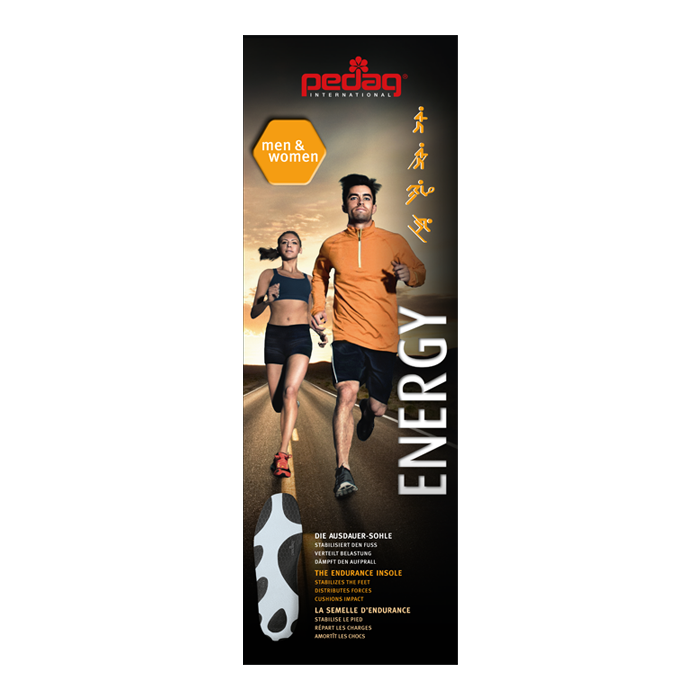 pedag®
INTERNATIONAL
men &
women
ENERGY
DIE AUSDAUER-SOHLE
STABILISIERT DEN FUSS
VERTEILT BELASTUNG
DÄMPFT DEN AUFPRALL
THE ENDURANCE INSOLE
STABILIZES THE FEET
DISTRIBUTES FORCES
CUSHIONS IMPACT
LA SEMELLE D'ENDURANCE
STABILISE LE PIED
RÉPART LES CHARGES
AMORTÎT LES CHOCS